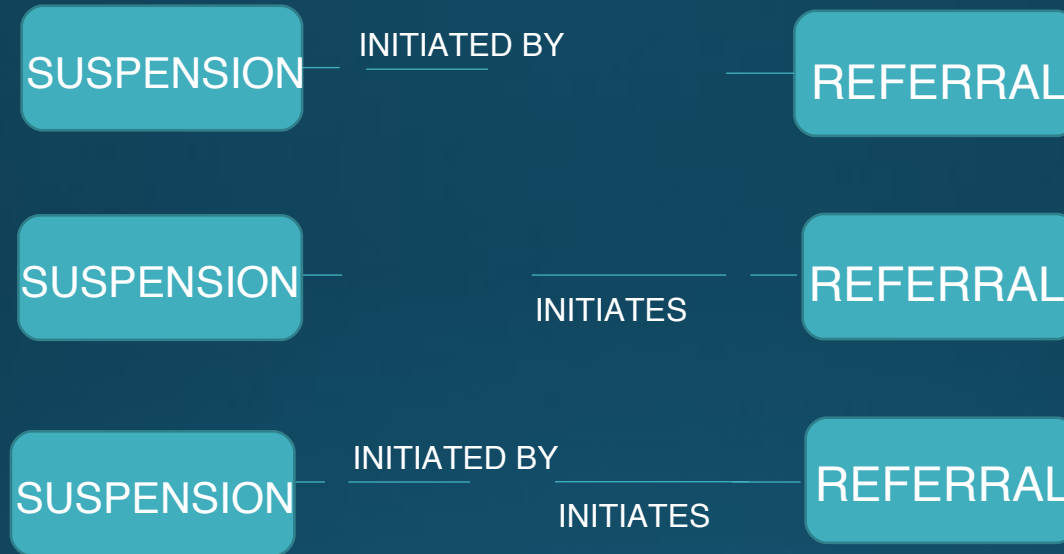 SUSPENSION
INITIATED BY
REFERRAL
SUSPENSION
INITIATES
REFERRAL
SUSPENSION
INITIATED BY
INITIATES
REFERRAL